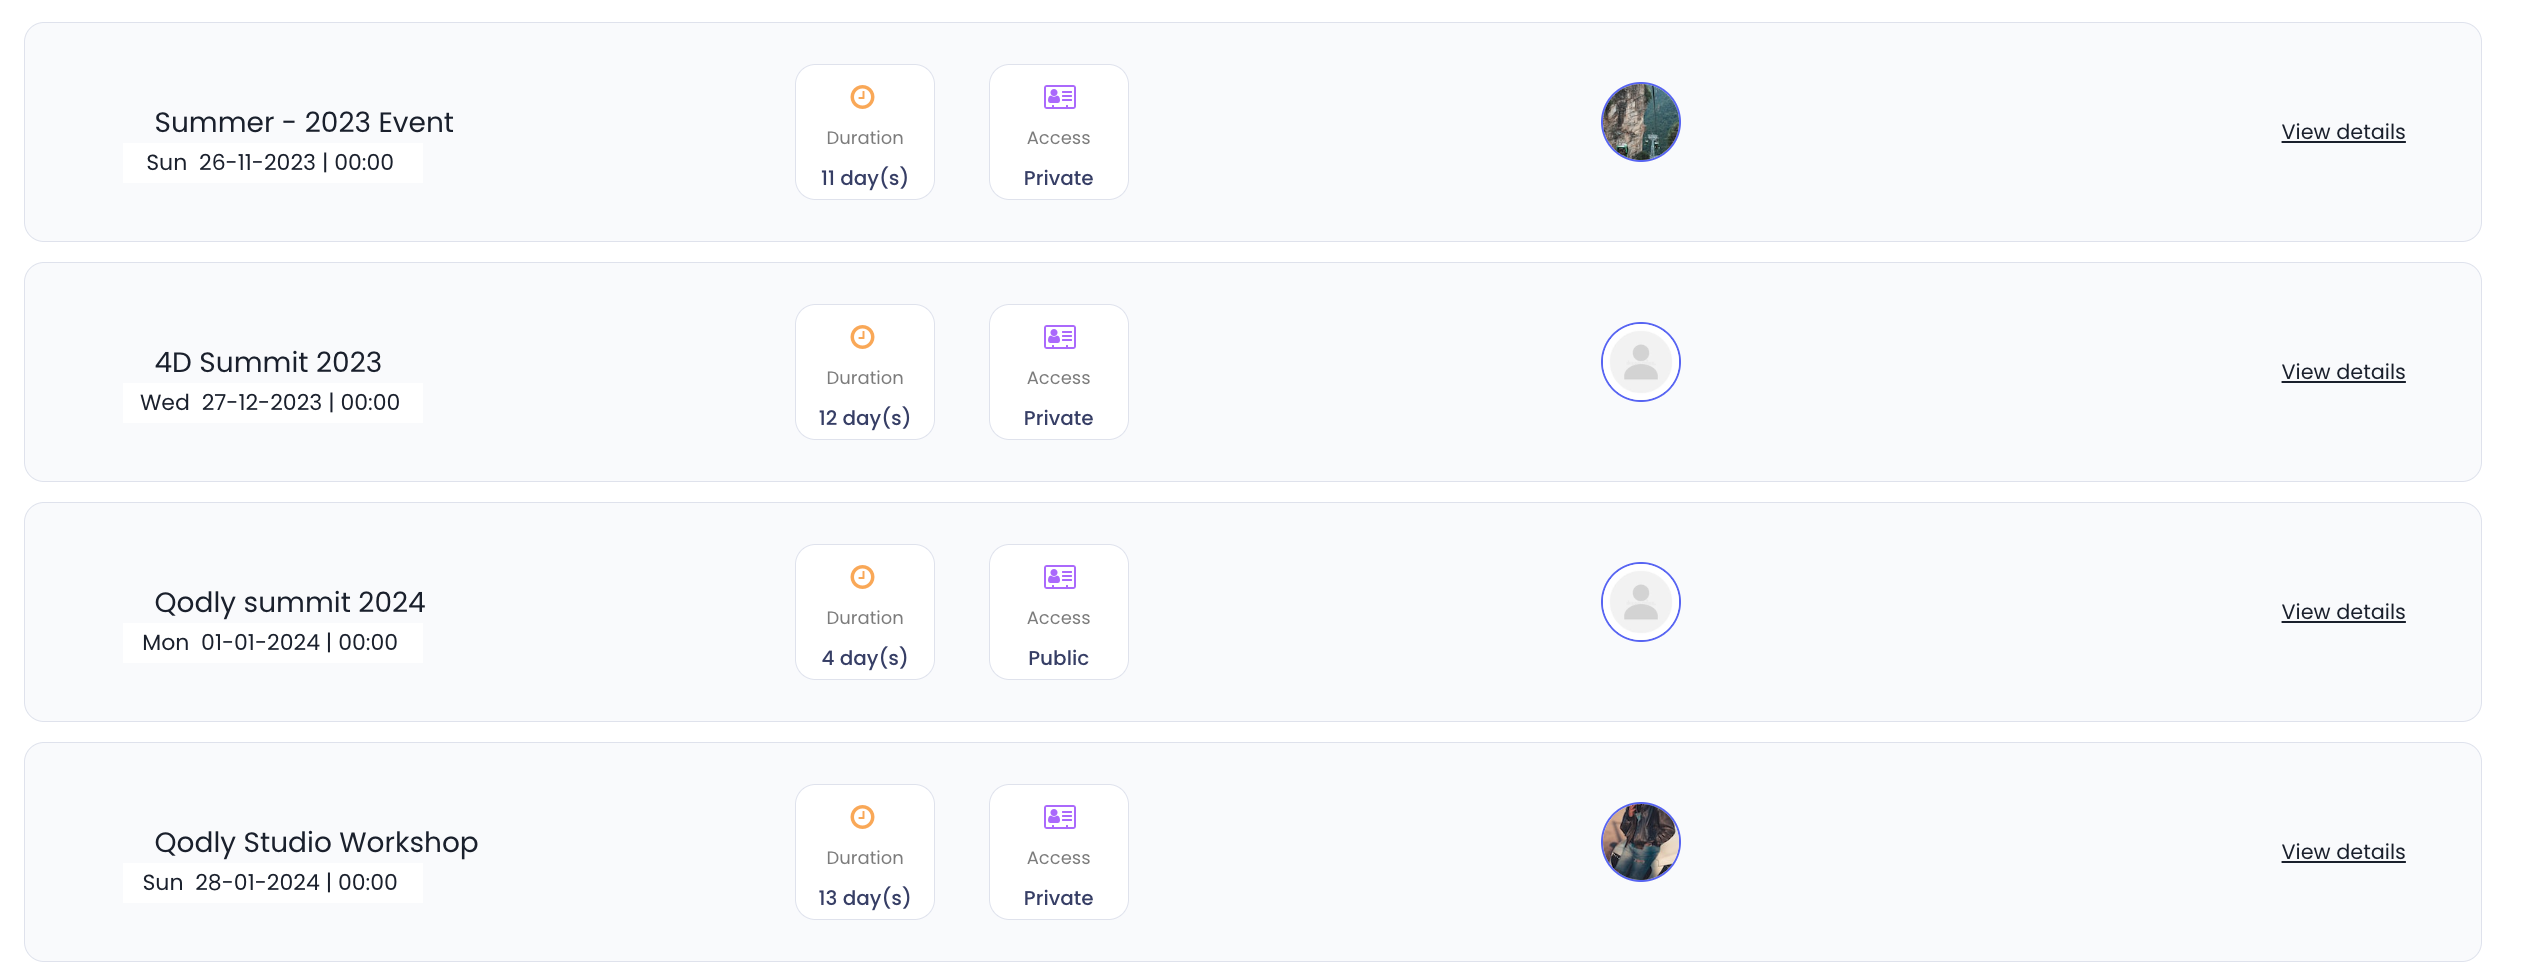 Summer - 2023 Event
Sun 26-11-2023 | 00:00
Duration
11 day(s)
Access
Private
View details
4D Summit 2023
Wed 27-12-2023 | 00:00
Duration
12 day(s)
Access
Private
View details
Qodly summit 2024
Mon 01-01-2024 | 00:00
Duration
4 day(s)
Access
Public
View details
Qodly Studio Workshop
Sun 28-01-2024 | 00:00
Duration
13 day(s)
Access
Private
View details